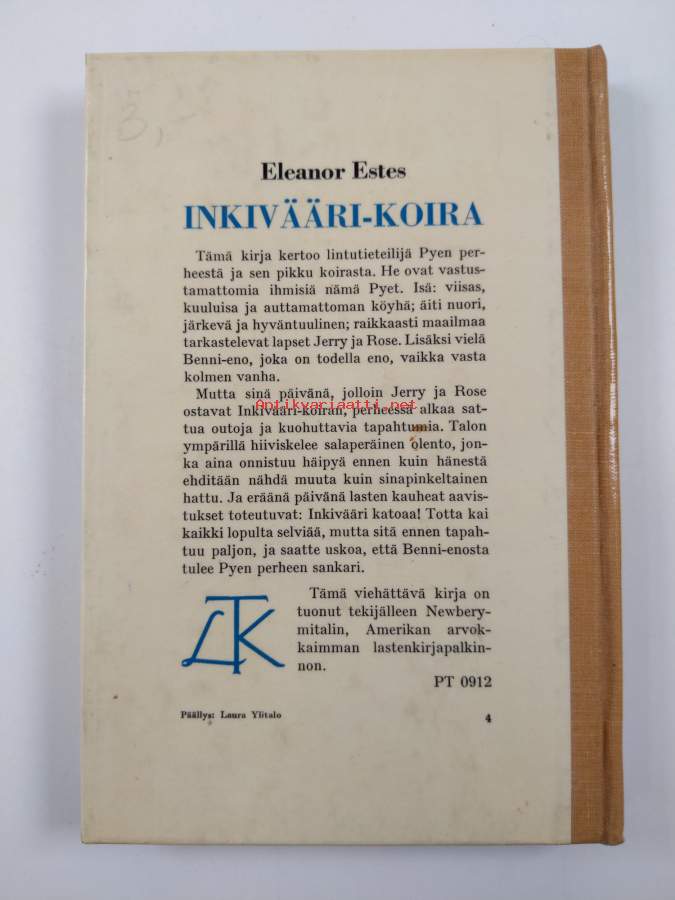 3,-
Eleanor Estes
INKIVÄÄRI-KOIRA
Tämä kirja kertoo lintutieteilijä Pyen per-
heestä ja sen pikku koirasta. He ovat vastus-
tamattomia ihmisiä nämä Pyet. Isä: viisas,
kuuluisa ja auttamattoman köyhä; äiti nuori,
järkevä ja hyväntuulinen; raikkaasti maailmaa
tarkastelevat lapset Jerry ja Rose. Lisäksi vielä
Benni-eno, joka on todella eno, vaikka vasta
kolmen vanha.
Mutta sinä päivänä, jolloin Jerry ja Rose
Antikvariaatti.net
ostavat Inkivääri-koiran, perheessä alkaa sat-
tua outoja ja kuohuttavia tapahtumia. Talon
ympärillä hiiviskelee salaperäinen olento, jon-
ka aina onnistuu häipyä ennen kuin hänestä
ehditään nähdä muuta kuin sinapinkeltainen
hattu. Ja eräänä päivänä lasten kauheat aavis-
tukset toteutuvat: Inkivääri katoaa! Totta kai
kaikki lopulta selviää, mutta sitä ennen tapah-
tuu paljon, ja saatte uskoa, että Benni-enosta
tulee Pyen perheen sankari.
LTK
Tämä viehättävä kirja on
tuonut tekijälleen Newbery-
mitalin, Amerikan arvok-
kaimman lastenkirjapalkin-
non.
PT 0912
Päällys: Laura Ylitalo
4